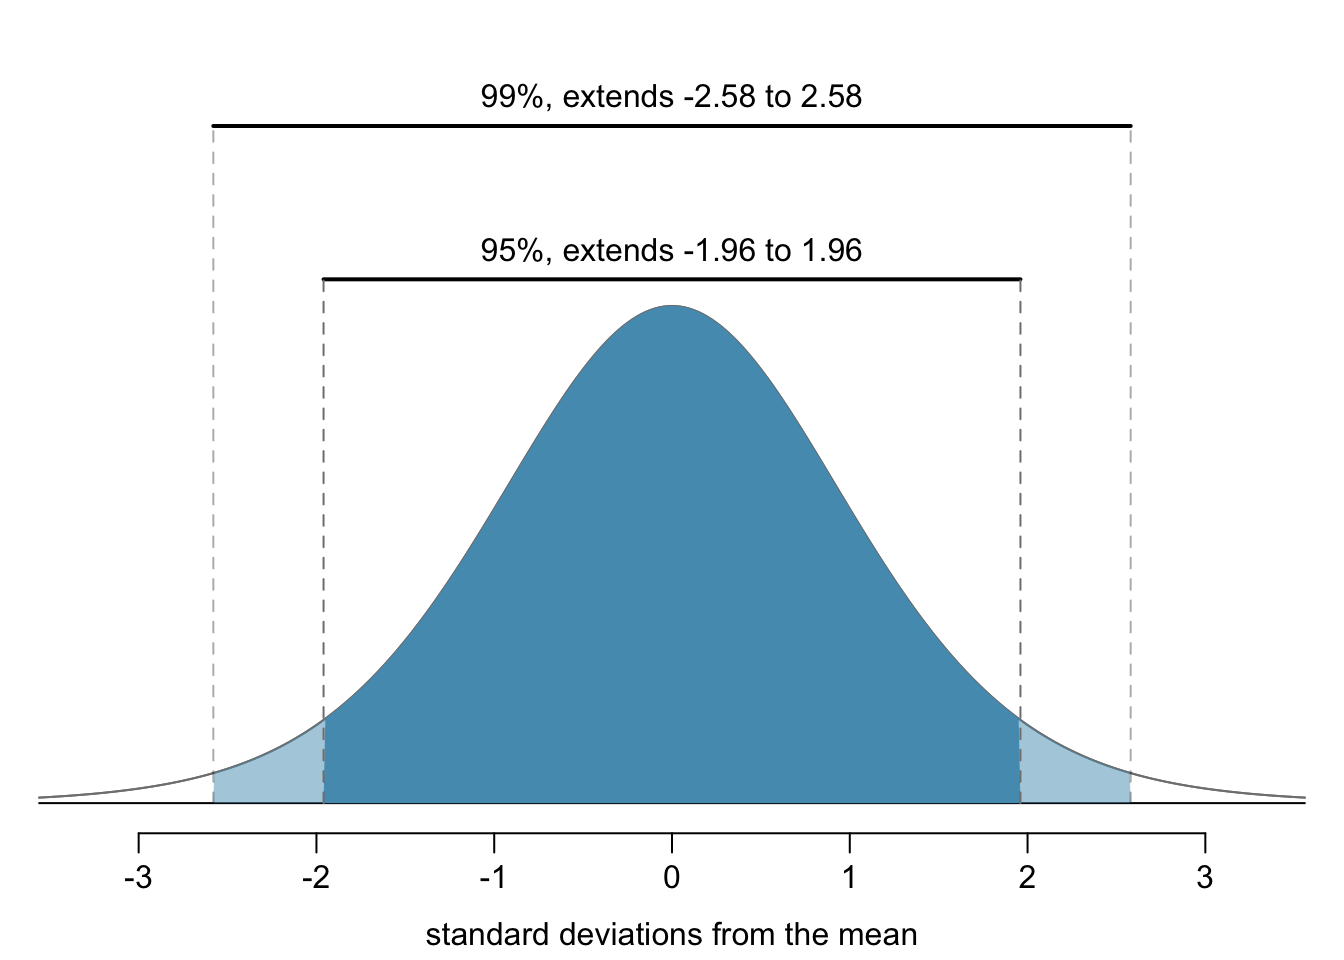 99%, extends -2.58 to 2.58
95%, extends -1.96 to 1.96
-3 -2 -1 0 1 2 3
standard deviations from the mean